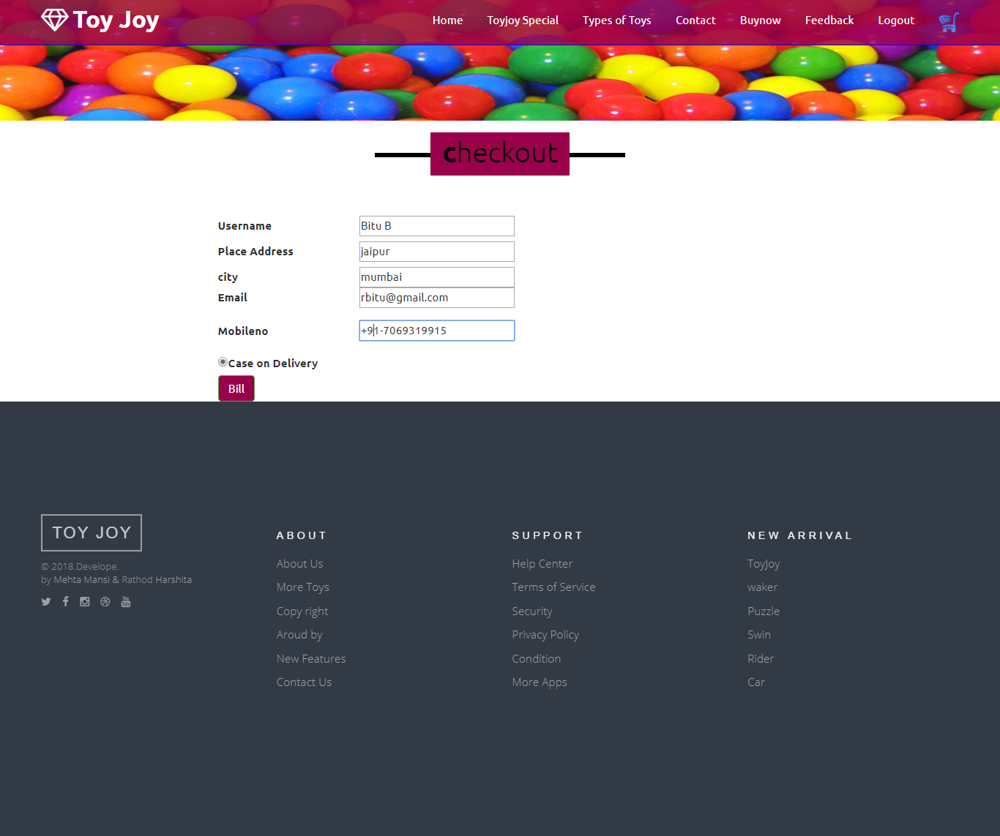 Toy Joy
Home Toyjoy Special Types of Toys Contact Buynow Feedback Logout
checkout
Username Bitu B
Place Address jaipur
city mumbai
Email rbitu@gmail.com
Mobileno +91-7069319915
Case on Delivery
Bill
TOY JOY
© 2018.Develope.
by Mehta Mansi & Rathod Harshita
ABOUT
About Us
More Toys
Copy right
Aroud by
New Features
Contact Us
SUPPORT
Help Center
Terms of Service
Security
Privacy Policy
Condition
More Apps
NEW ARRIVAL
ToyJoy
waker
Puzzle
Swin
Rider
Car